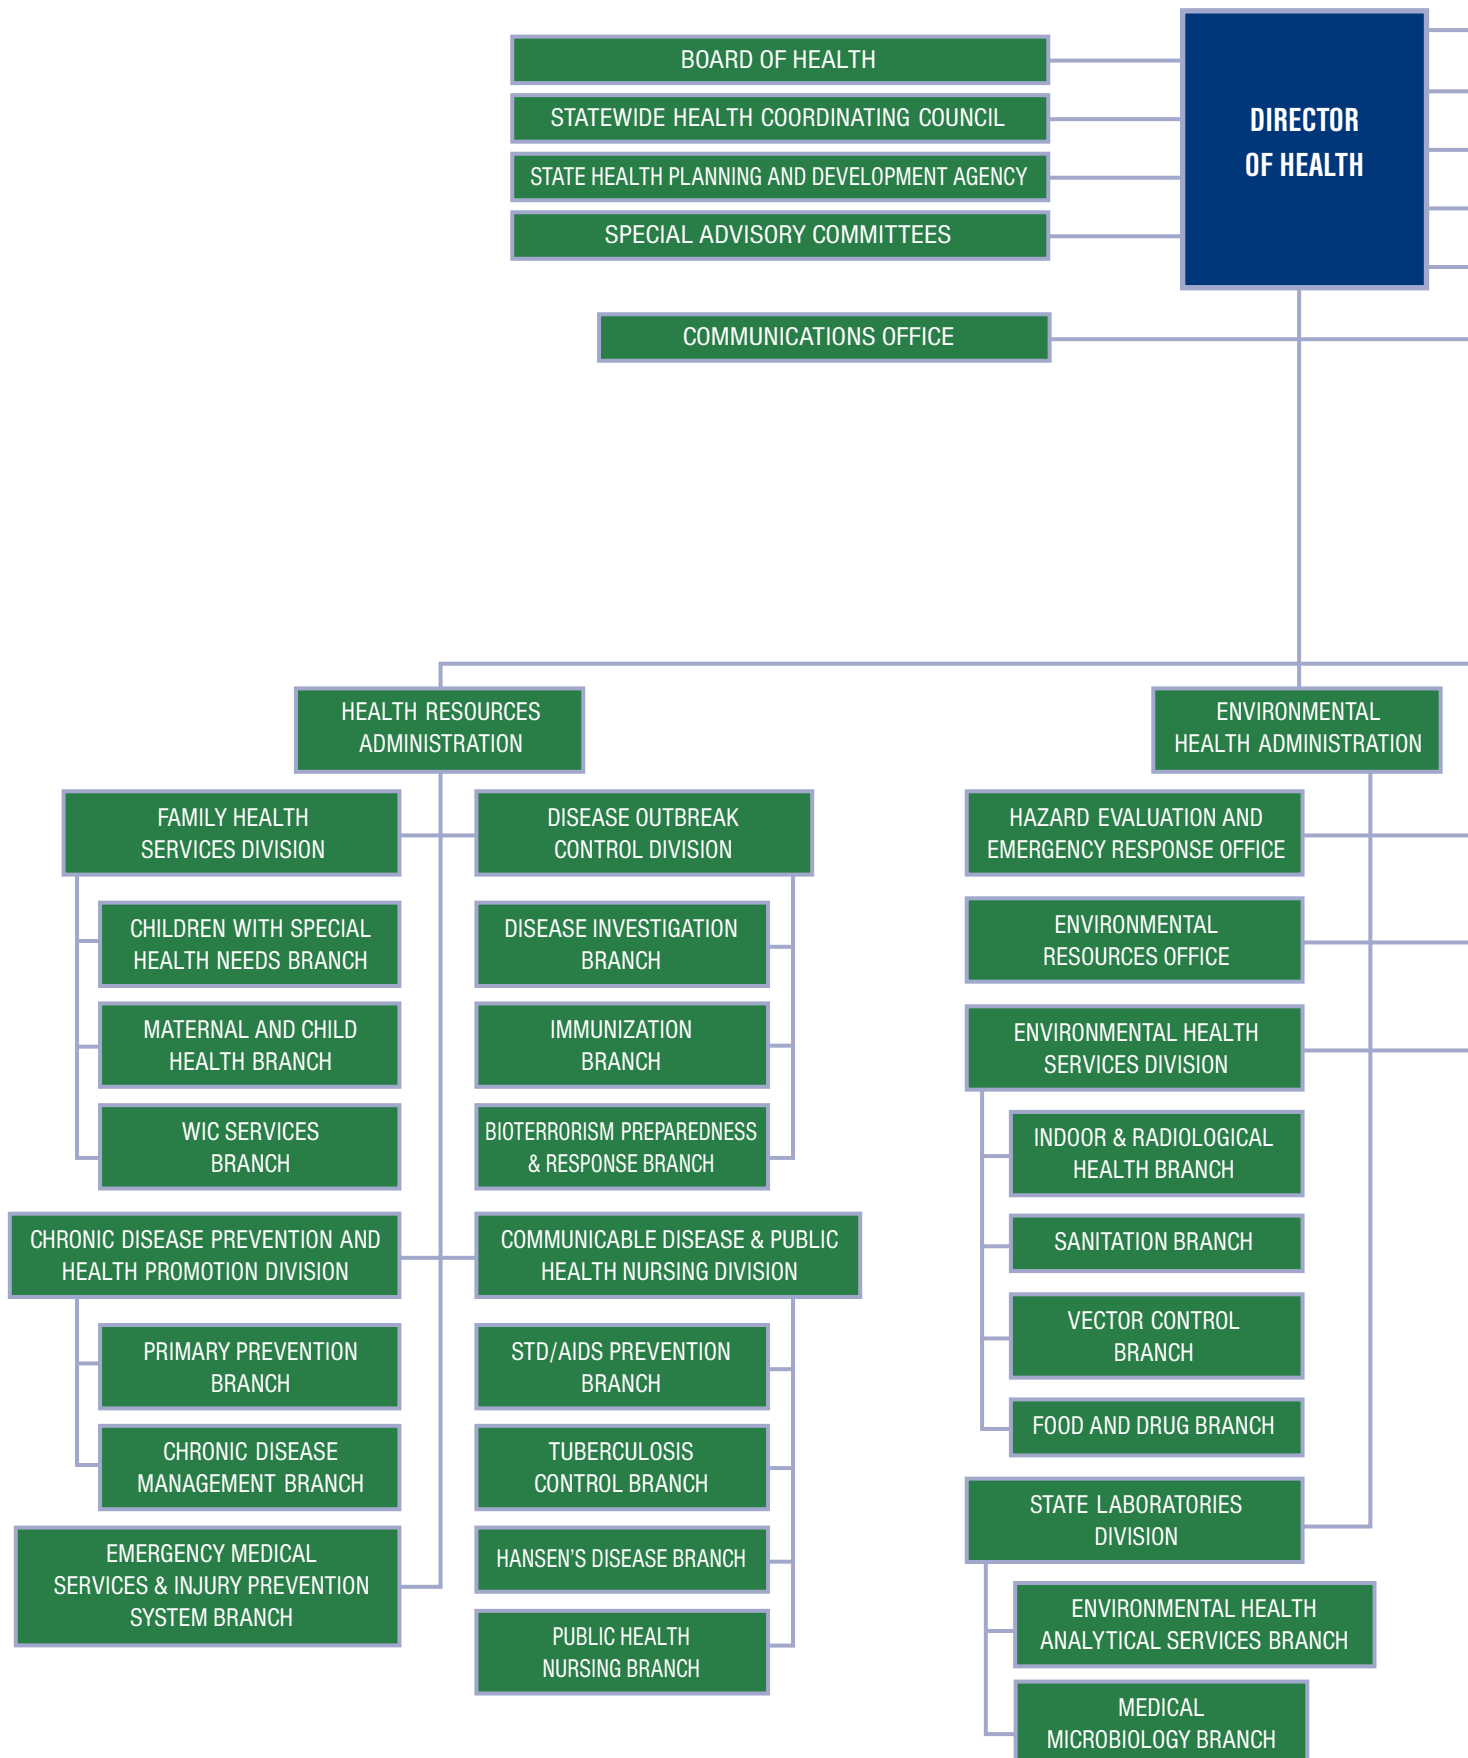 BOARD OF HEALTH
STATEWIDE HEALTH COORDINATING COUNCIL
STATE HEALTH PLANNING AND DEVELOPMENT AGENCY
SPECIAL ADVISORY COMMITTEES
DIRECTOR
OF HEALTH
COMMUNICATIONS OFFICE
HEALTH RESOURCES
ADMINISTRATION
FAMILY HEALTH
SERVICES DIVISION
CHILDREN WITH SPECIAL
HEALTH NEEDS BRANCH
MATERNAL AND CHILD
HEALTH BRANCH
WIC SERVICES
BRANCH
DISEASE OUTBREAK
CONTROL DIVISION
DISEASE INVESTIGATION
BRANCH
IMMUNIZATION
BRANCH
BIOTERRORISM PREPAREDNESS
& RESPONSE BRANCH
CHRONIC DISEASE PREVENTION AND
HEALTH PROMOTION DIVISION
PRIMARY PREVENTION
BRANCH
CHRONIC DISEASE
MANAGEMENT BRANCH
EMERGENCY MEDICAL
SERVICES & INJURY PREVENTION
SYSTEM BRANCH
COMMUNICABLE DISEASE & PUBLIC
HEALTH NURSING DIVISION
STD/AIDS PREVENTION
BRANCH
TUBERCULOSIS
CONTROL BRANCH
HANSEN'S DISEASE BRANCH
PUBLIC HEALTH
NURSING BRANCH
ENVIRONMENTAL
HEALTH ADMINISTRATION
HAZARD EVALUATION AND
EMERGENCY RESPONSE OFFICE
ENVIRONMENTAL
RESOURCES OFFICE
ENVIRONMENTAL HEALTH
SERVICES DIVISION
INDOOR & RADIOLOGICAL
HEALTH BRANCH
SANITATION BRANCH
VECTOR CONTROL
BRANCH
FOOD AND DRUG BRANCH
STATE LABORATORIES
DIVISION
ENVIRONMENTAL HEALTH
ANALYTICAL SERVICES BRANCH
MEDICAL
MICROBIOLOGY BRANCH